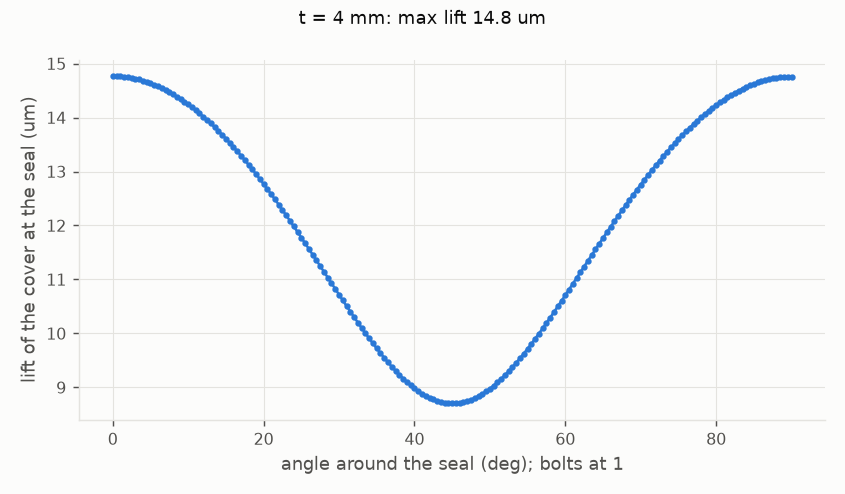 t = 4 mm: max lift 14.8 um
lift of the cover at the seal (um)
15
14
13
12
11
10
9
0 20 40 60 80
angle around the seal (deg); bolts at 1